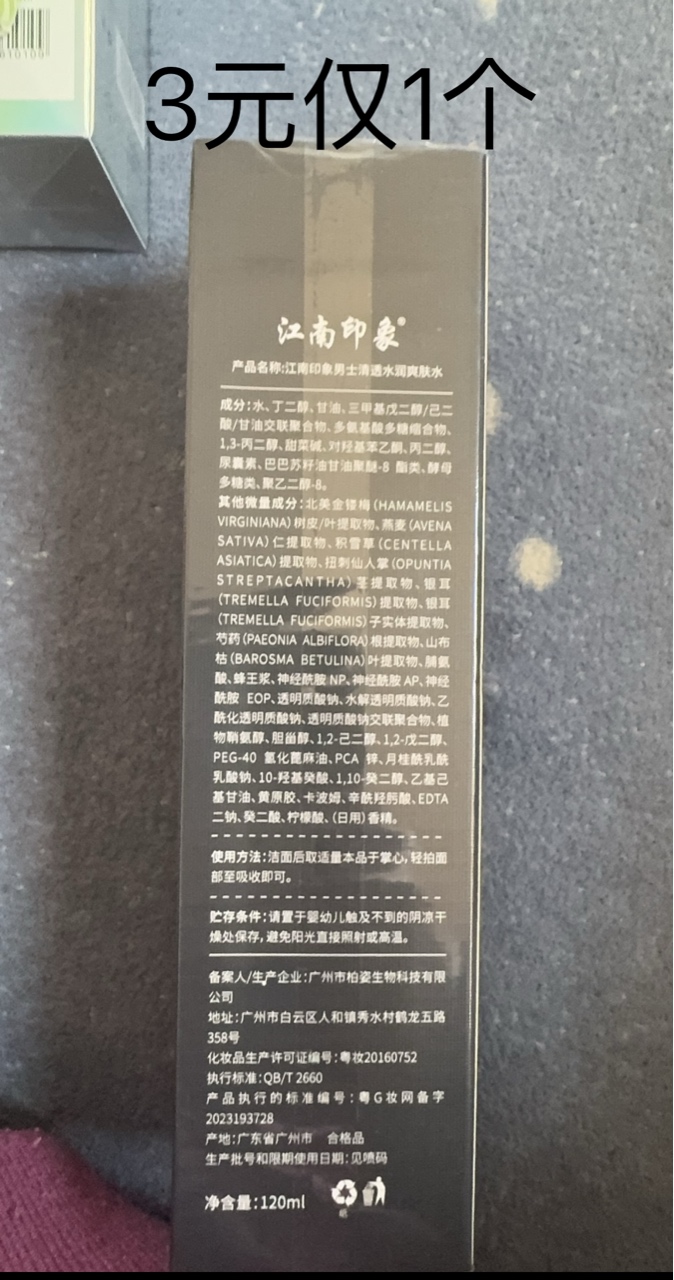 3元仅1个
江南印象®
产品名称:江南印象男士清透水润爽肤水
成分:水、丁二醇、甘油、三甲基戊二醇/己二
酸/甘油交联聚合物、多氨基酸多糖缩合物、
1,3-丙二醇、甜菜碱、对羟基苯乙酮、丙二醇、
尿囊素、巴巴苏籽油甘油聚醚-8 酯类、酵母
多糖类、聚乙二醇-8。
其他微量成分:北美金缕梅(HAMAMELIS
VIRGINIANA)树皮/叶提取物、燕麦(AVENA
SATIVA)仁提取物、积雪草(CENTELLA
ASIATICA)提取物、扭刺仙人掌(OPUNTIA
STREPTACANTHA)茎提取物、银耳
(TREMELLA FUCIFORMIS)提取物、银耳
(TREMELLA FUCIFORMIS)子实体提取物、
芍药(PAEONIA ALBIFLORA)根提取物、山布
枯(BAROSMA BETULINA)叶提取物、脯氨
酸、蜂王浆、神经酰胺 NP、神经酰胺 AP、神经
酰胺 EOP、透明质酸钠、水解透明质酸钠、乙
酰化透明质酸钠、透明质酸钠交联聚合物、植
物鞘氨醇、胆甾醇、1,2-己二醇、1,2-戊二醇、
PEG-40 氢化蓖麻油、PCA 锌、月桂酰乳酰
乳酸钠、10-羟基癸酸、1,10-癸二醇、乙基己
基甘油、黄原胶、卡波姆、辛酰羟肟酸、EDTA
二钠、癸二酸、柠檬酸、(日用)香精。
使用方法:洁面后取适量本品于掌心,轻拍面
部至吸收即可。
贮存条件:请置于婴幼儿触及不到的阴凉干
燥处保存,避免阳光直接照射或高温。
备案人/生产企业:广州市柏姿生物科技有限
公司
地址:广州市白云区人和镇秀水村鹤龙五路
358号
化妆品生产许可证编号:粤妆20160752
执行标准:QB/T 2660
产品执行的标准编号:粤G妆网备字
2023193728
产地:广东省广州市 合格品
生产批号和限期使用日期:见喷码
净含量:120ml